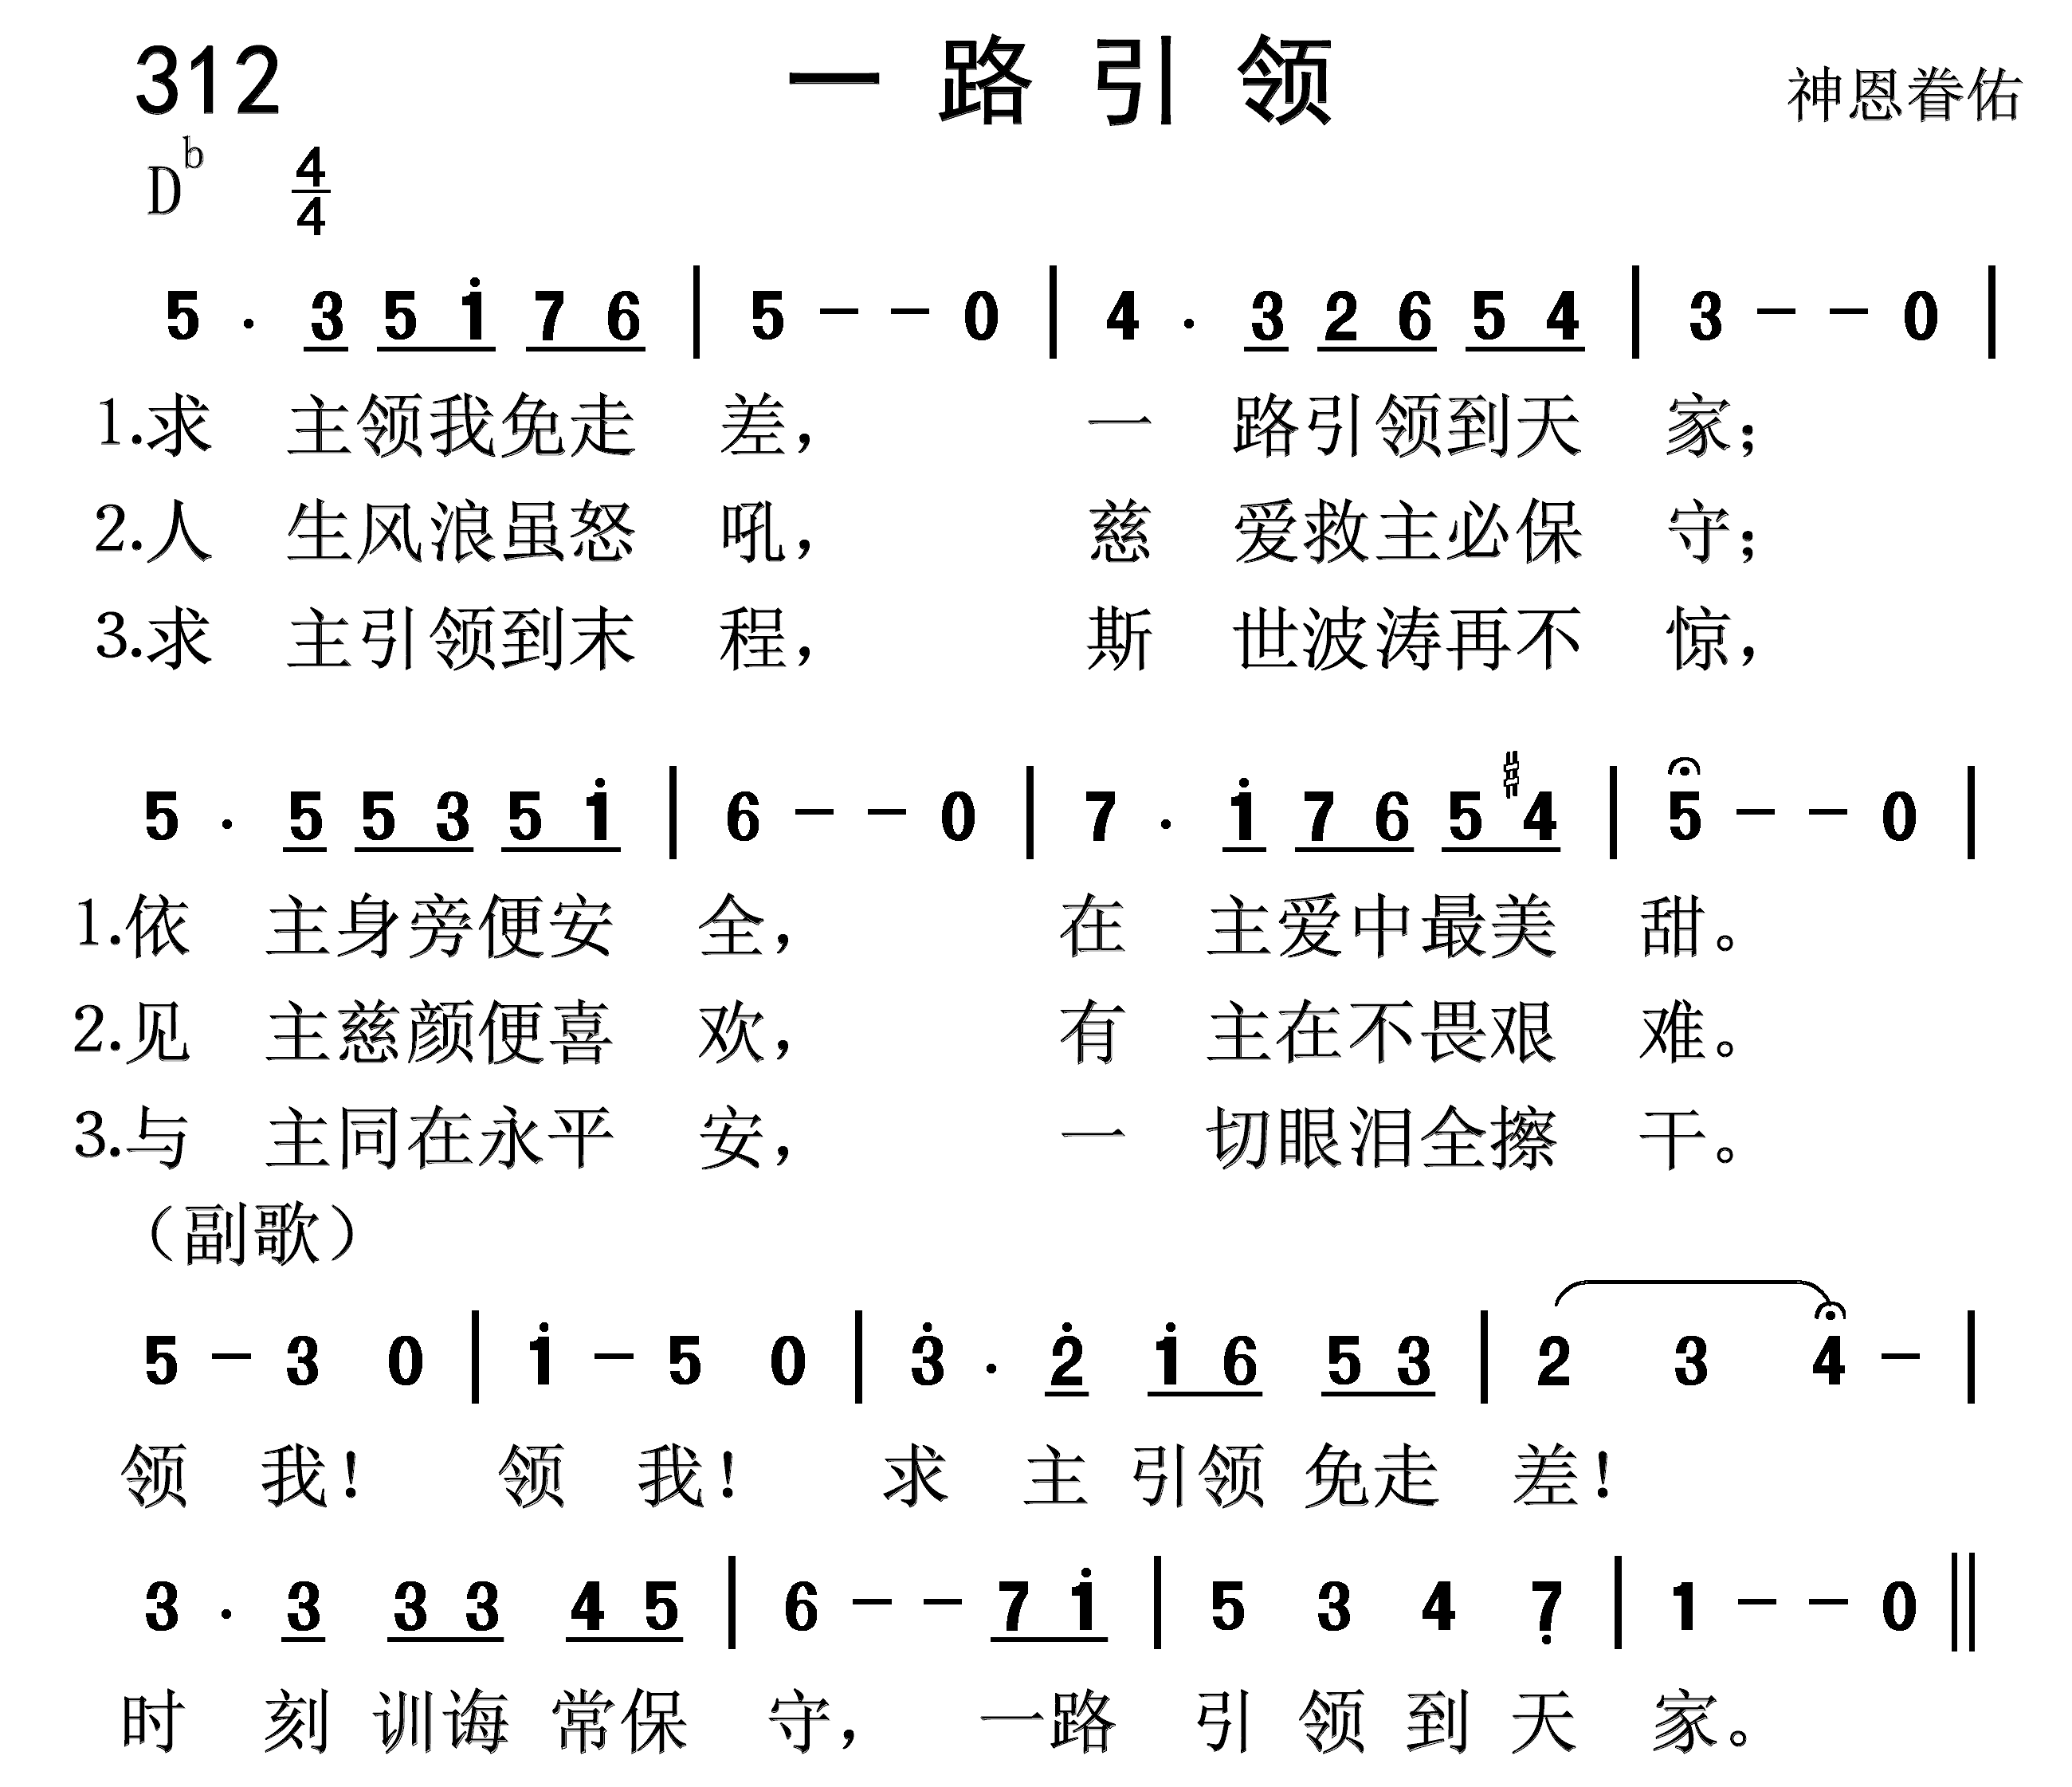 312 一路引领 神恩眷佑
D♭ 4/4
5 · 3 5 1̇ 7 6 | 5 － － 0 | 4 · 3 2 6 5 4 | 3 － － 0 |
1.求主领我免走差，一路引领到天家；
2.人生风浪虽怒吼，慈爱救主必保守；
3.求主引领到末程，斯世波涛再不惊，
5 · 5 5 3 5 1̇ | 6 － － 0 | 7 · 1̇ 7 6 5 #4 | 5 － － 0 |
1.依主身旁便安全，在主爱中最美甜。
2.见主慈颜便喜欢，有主在不畏艰难。
3.与主同在永平安，一切眼泪全擦干。
（副歌）
5 － 3 0 | 1̇ － 5 0 | 3̇ · 2̇ 1̇ 6 5 3 | 2 3 4 － |
领我！领我！求主引领免走差！
3 · 3 3 3 4 5 | 6 － － 7 1̇ | 5 3 4 7̣ | 1 － － 0 ‖
时刻训诲常保守，一路引领到天家。